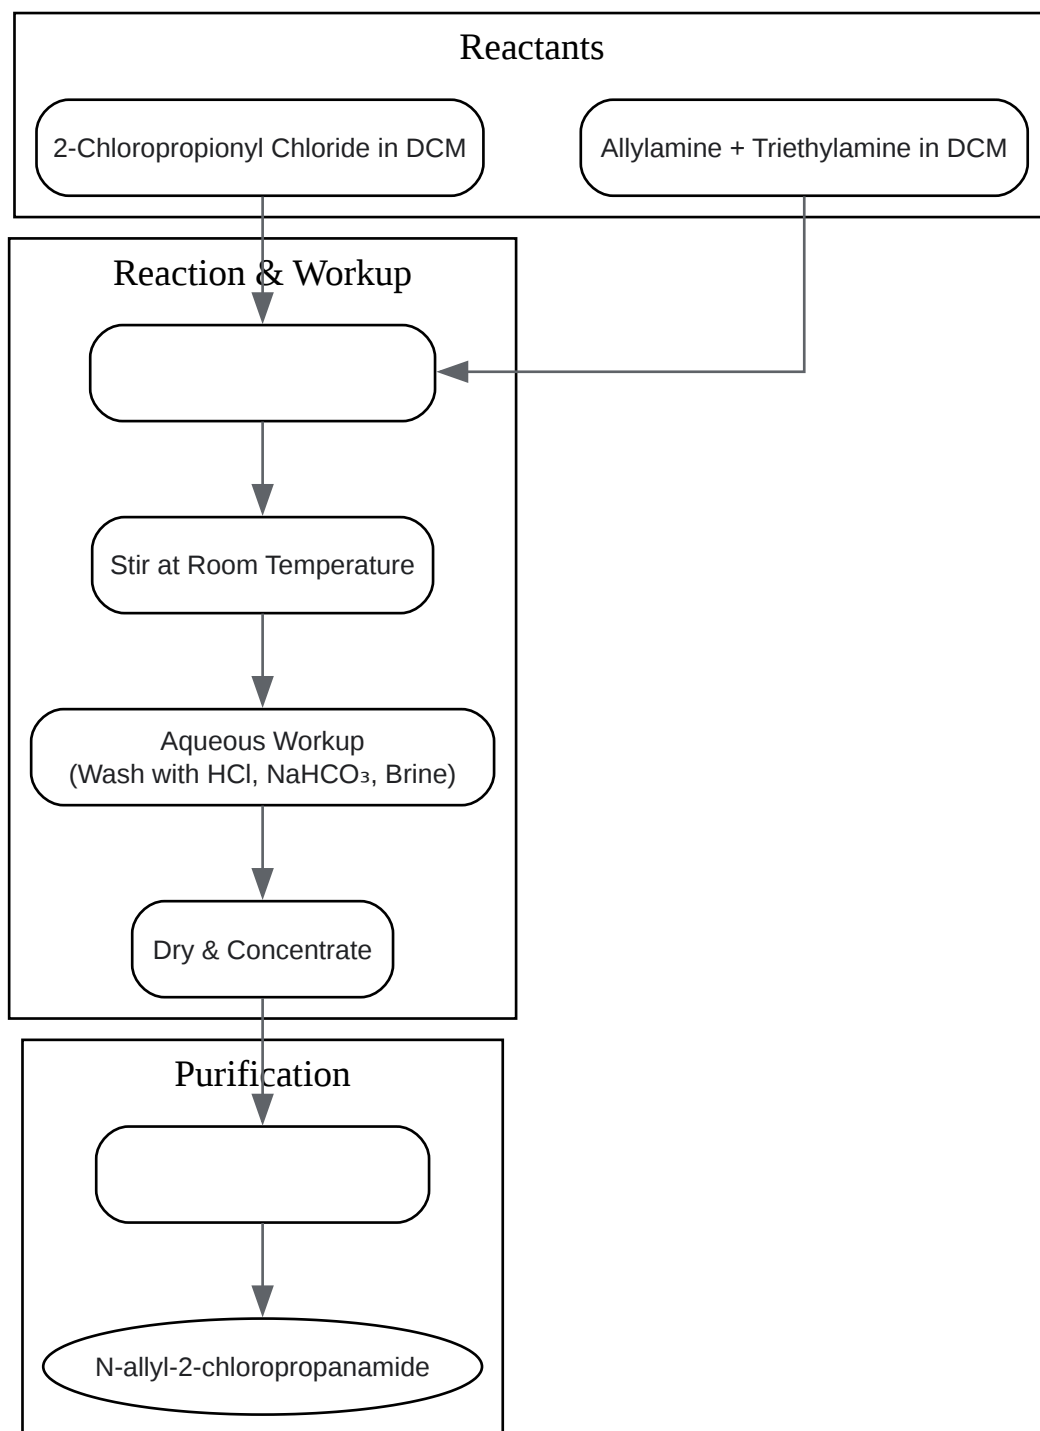 Reactants
2-Chloropropionyl Chloride in DCM
Allylamine + Triethylamine in DCM
Reaction & Workup
Stir at Room Temperature
Aqueous Workup
(Wash with HCl, NaHCO₃, Brine)
Dry & Concentrate
Purification
N-allyl-2-chloropropanamide